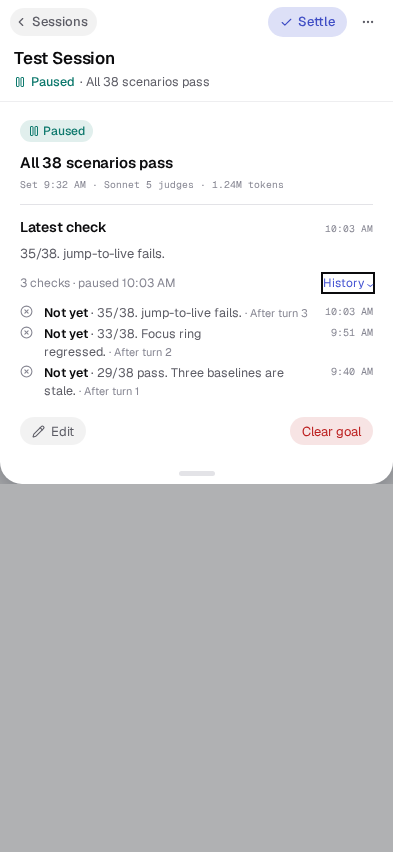 Sessions
Settle
Test Session
Paused · All 38 scenarios pass
Paused
All 38 scenarios pass
Set 9:32 AM · Sonnet 5 judges · 1.24M tokens
Latest check 10:03 AM
35/38. jump-to-live fails.
3 checks · paused 10:03 AM History
Not yet · 35/38. jump-to-live fails. · After turn 3 10:03 AM
Not yet · 33/38. Focus ring 9:51 AM
regressed. · After turn 2
Not yet · 29/38 pass. Three baselines are 9:40 AM
stale. · After turn 1
Edit
Clear goal